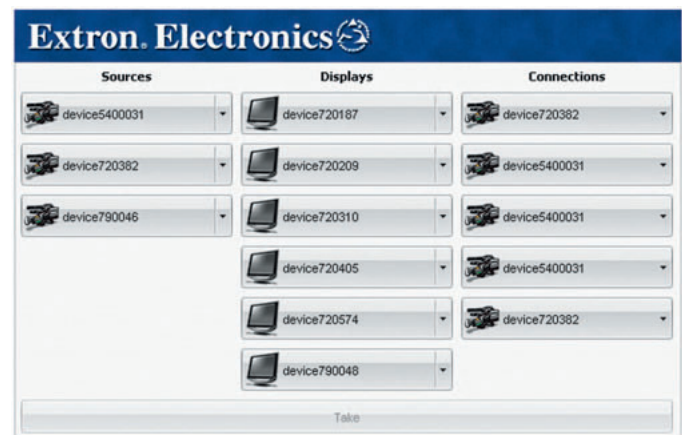 Extron. Electronics
Sources Displays Connections
device5400031 device720187 device720382
device720382 device720209 device5400031
device790046 device720310 device5400031
device720405 device5400031
device720574 device720382
device790048
Take